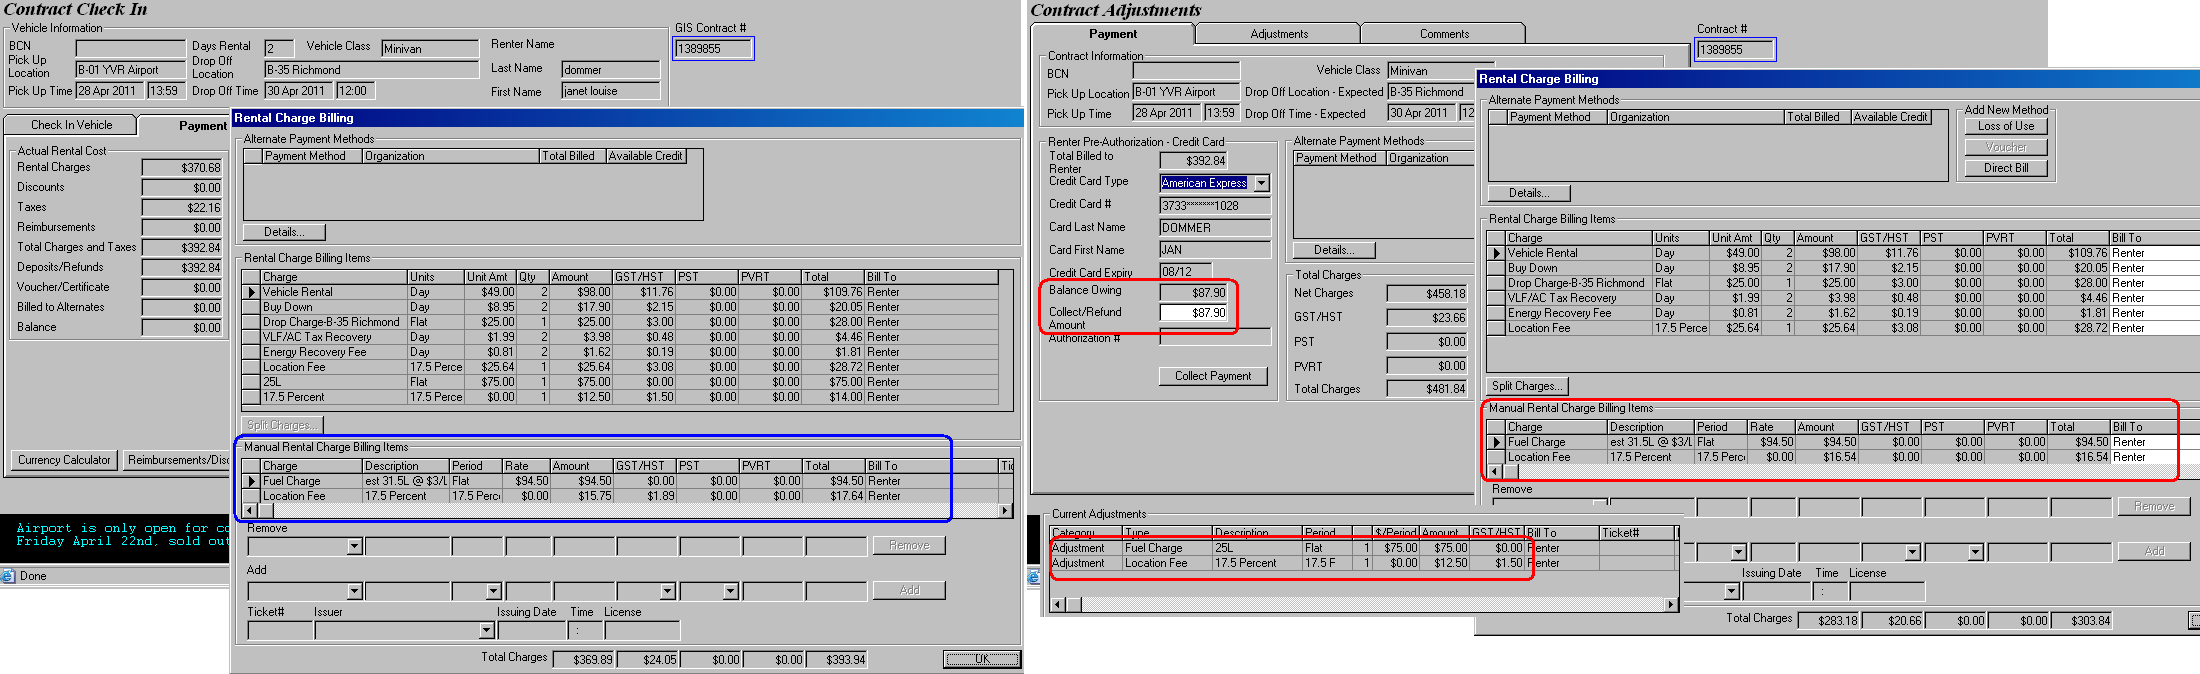 Contract Check In
Vehicle Information
GIS Contract #
1389855
BCN
Days Rental 2
Vehicle Class Minivan
Renter Name
Pick Up Location B-01 YVR Airport
Drop Off Location B-35 Richmond
Last Name dommer
Pick Up Time 28 Apr 2011 13:59
Drop Off Time 30 Apr 2011 12:00
First Name janet louise
Check In Vehicle
Payment
Actual Rental Cost
Rental Charges $370.68
Discounts $0.00
Taxes $22.16
Reimbursements $0.00
Total Charges and Taxes $392.84
Deposits/Refunds $392.84
Voucher/Certificate $0.00
Billed to Alternates $0.00
Balance $0.00
Currency Calculator
Reimbursements/Disc
Airport is only open for co
Friday April 22nd, sold out
Done
Rental Charge Billing
Alternate Payment Methods
Payment Method Organization Total Billed Available Credit
Details...
Rental Charge Billing Items
Charge Units Unit Amt Qty Amount GST/HST PST PVRT Total Bill To
Vehicle Rental Day $49.00 2 $98.00 $11.76 $0.00 $0.00 $109.76 Renter
Buy Down Day $8.95 2 $17.90 $2.15 $0.00 $0.00 $20.05 Renter
Drop Charge-B-35 Richmond Flat $25.00 1 $25.00 $3.00 $0.00 $0.00 $28.00 Renter
VLF/AC Tax Recovery Day $1.99 2 $3.98 $0.48 $0.00 $0.00 $4.46 Renter
Energy Recovery Fee Day $0.81 2 $1.62 $0.19 $0.00 $0.00 $1.81 Renter
Location Fee 17.5 Perce $25.64 1 $25.64 $3.08 $0.00 $0.00 $28.72 Renter
25L Flat $75.00 1 $75.00 $0.00 $0.00 $0.00 $75.00 Renter
17.5 Percent 17.5 Perce $0.00 1 $12.50 $1.50 $0.00 $0.00 $14.00 Renter
Split Charges...
Manual Rental Charge Billing Items
Charge Description Period Rate Amount GST/HST PST PVRT Total Bill To Tic
Fuel Charge est 31.5L @ $3/L Flat $94.50 $94.50 $0.00 $0.00 $0.00 $94.50 Renter
Location Fee 17.5 Percent 17.5 Perc $0.00 $15.75 $1.89 $0.00 $0.00 $17.64 Renter
Remove
Remove
Add
Add
Ticket# Issuer Issuing Date Time License
:
Total Charges $369.89 $24.05 $0.00 $0.00 $393.94
OK
Contract Adjustments
Payment
Adjustments
Comments
Contract #
1389855
Contract Information
BCN
Vehicle Class Minivan
Pick Up Location B-01 YVR Airport
Drop Off Location - Expected B-35 Richmond
Pick Up Time 28 Apr 2011 13:59
Drop Off Time - Expected 30 Apr 2011 12
Renter Pre-Authorization - Credit Card
Total Billed to Renter $392.84
Credit Card Type American Express
Credit Card # 3733*******1028
Card Last Name DOMMER
Card First Name JAN
Credit Card Expiry 08/12
Balance Owing $87.90
Collect/Refund Amount $87.90
Authorization #
Collect Payment
Alternate Payment Methods
Payment Method Organization
Details...
Total Charges
Net Charges $458.18
GST/HST $23.66
PST $0.00
PVRT $0.00
Total Charges $481.84
Current Adjustments
Category Type Description Period $/Period Amount GST/HST Bill To Ticket#
Adjustment Fuel Charge 25L Flat 1 $75.00 $75.00 $0.00 Renter
Adjustment Location Fee 17.5 Percent 17.5 F 1 $0.00 $12.50 $1.50 Renter
Rental Charge Billing
Alternate Payment Methods
Payment Method Organization Total Billed Available Credit
Add New Method
Loss of Use
Voucher
Direct Bill
Details...
Rental Charge Billing Items
Charge Units Unit Amt Qty Amount GST/HST PST PVRT Total Bill To
Vehicle Rental Day $49.00 2 $98.00 $11.76 $0.00 $0.00 $109.76 Renter
Buy Down Day $8.95 2 $17.90 $2.15 $0.00 $0.00 $20.05 Renter
Drop Charge-B-35 Richmond Flat $25.00 1 $25.00 $3.00 $0.00 $0.00 $28.00 Renter
VLF/AC Tax Recovery Day $1.99 2 $3.98 $0.48 $0.00 $0.00 $4.46 Renter
Energy Recovery Fee Day $0.81 2 $1.62 $0.19 $0.00 $0.00 $1.81 Renter
Location Fee 17.5 Perce $25.64 1 $25.64 $3.08 $0.00 $0.00 $28.72 Renter
Split Charges...
Manual Rental Charge Billing Items
Charge Description Period Rate Amount GST/HST PST PVRT Total Bill To
Fuel Charge est 31.5L @ $3/L Flat $94.50 $94.50 $0.00 $0.00 $0.00 $94.50 Renter
Location Fee 17.5 Percent 17.5 Perc $0.00 $16.54 $0.00 $0.00 $0.00 $16.54 Renter
Remove
Remove
Add
Issuing Date Time License
:
Total Charges $283.18 $20.66 $0.00 $0.00 $303.84